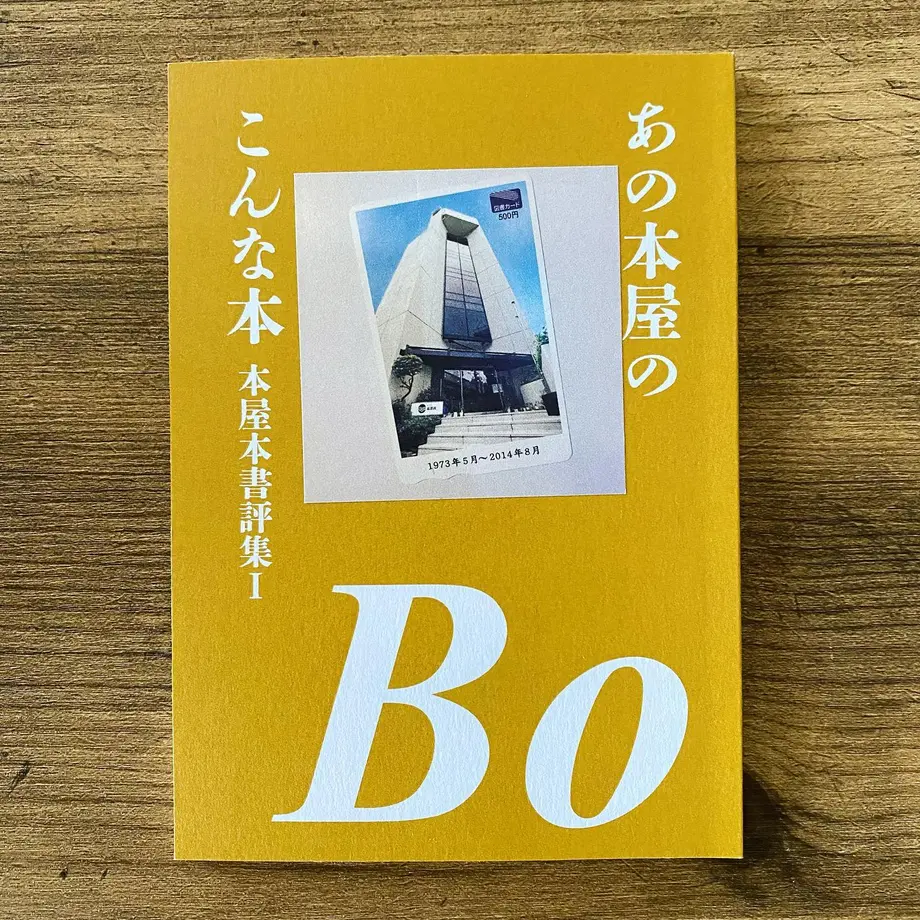 あの本屋の
こんな本
本屋本書評集Ⅰ
図書カード
500円
1973年5月〜2014年8月
Bo